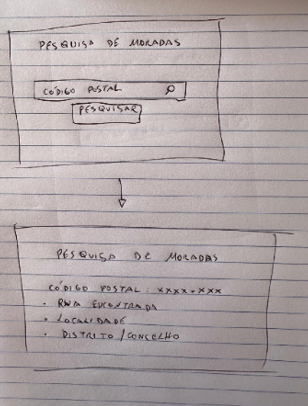 PESQUISA DE MORADAS
CÓDIGO POSTAL
PESQUISAR
PESQUISA DE MORADAS
CÓDIGO POSTAL: XXXX-XXX
• RUA ENCONTRADA
• LOCALIDADE
• DISTRITO/CONCELHO